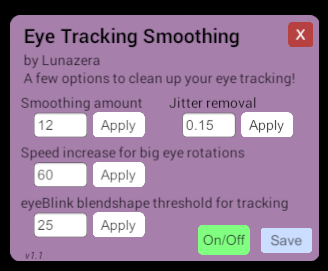 Eye Tracking Smoothing X
by Lunazera
A few options to clean up your eye tracking!
Smoothing amount Jitter removal
12 Apply 0.15 Apply
Speed increase for big eye rotations
60 Apply
eyeBlink blendshape threshold for tracking
25 Apply
On/Off Save
v1.1